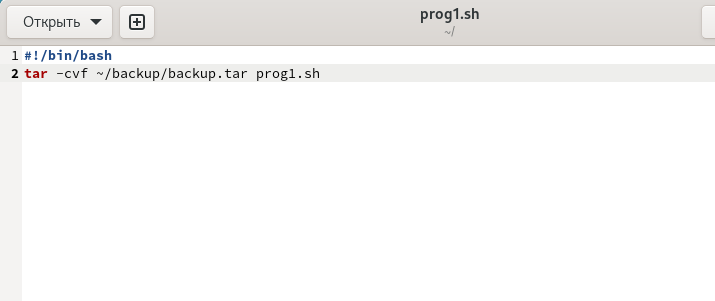 Открыть
prog1.sh
~/
1 #!/bin/bash
2 tar -cvf ~/backup/backup.tar prog1.sh